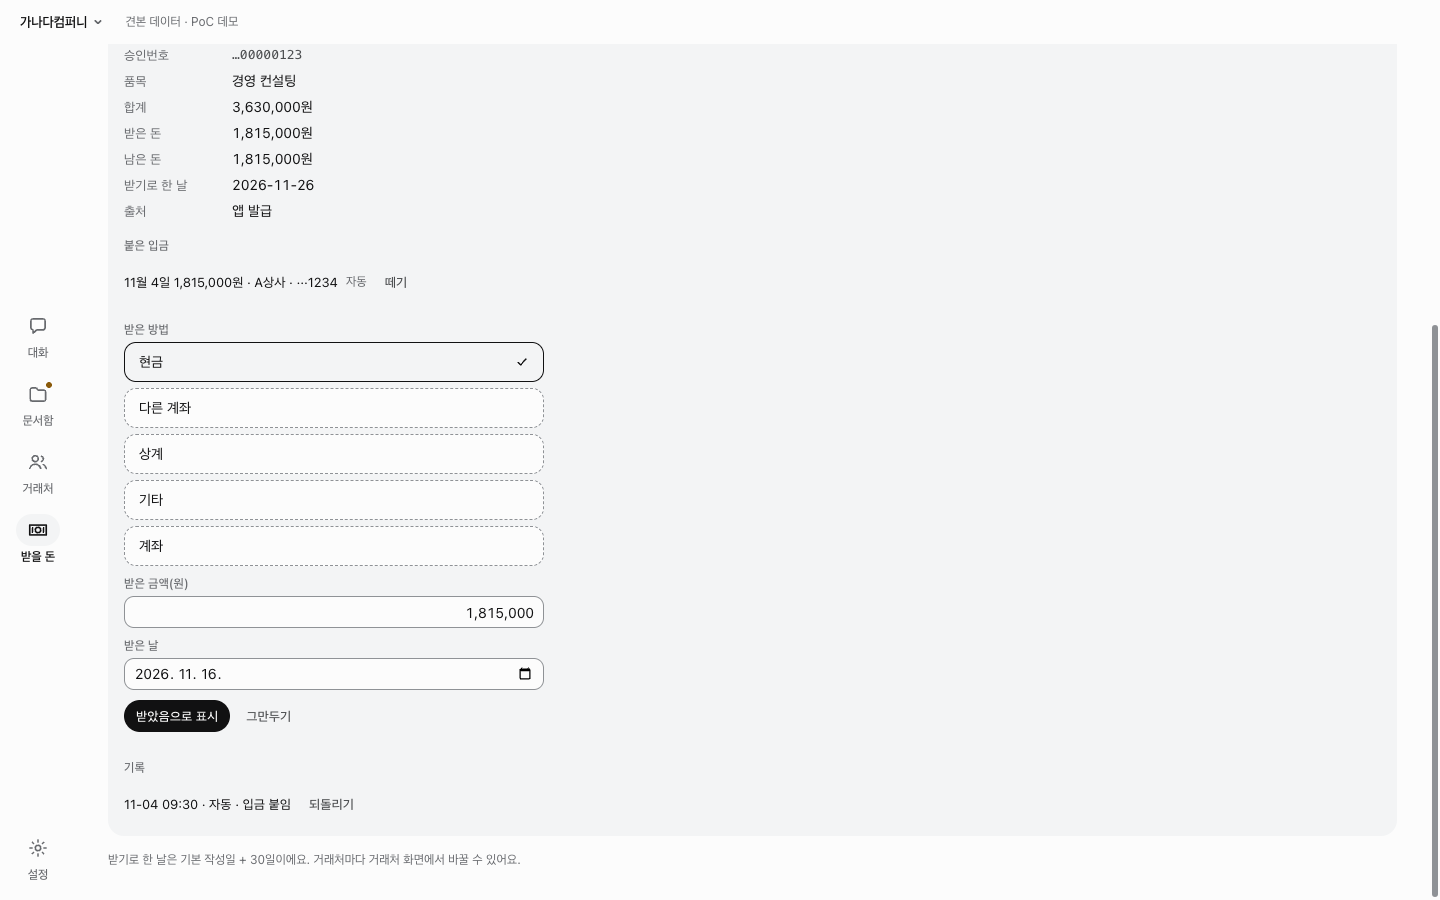 가나다컴퍼니
견본 데이터 · PoC 데모
승인번호 …00000123
품목 경영 컨설팅
합계 3,630,000원
받은 돈 1,815,000원
남은 돈 1,815,000원
받기로 한 날 2026-11-26
출처 앱 발급
붙은 입금
11월 4일 1,815,000원 · A상사 · ···1234 자동 떼기
받은 방법
현금
다른 계좌
상계
기타
계좌
받은 금액(원)
1,815,000
받은 날
2026. 11. 16.
받았음으로 표시 그만두기
기록
11-04 09:30 · 자동 · 입금 붙임 되돌리기
받기로 한 날은 기본 작성일 + 30일이에요. 거래처마다 거래처 화면에서 바꿀 수 있어요.
대화
문서함
거래처
받을 돈
설정